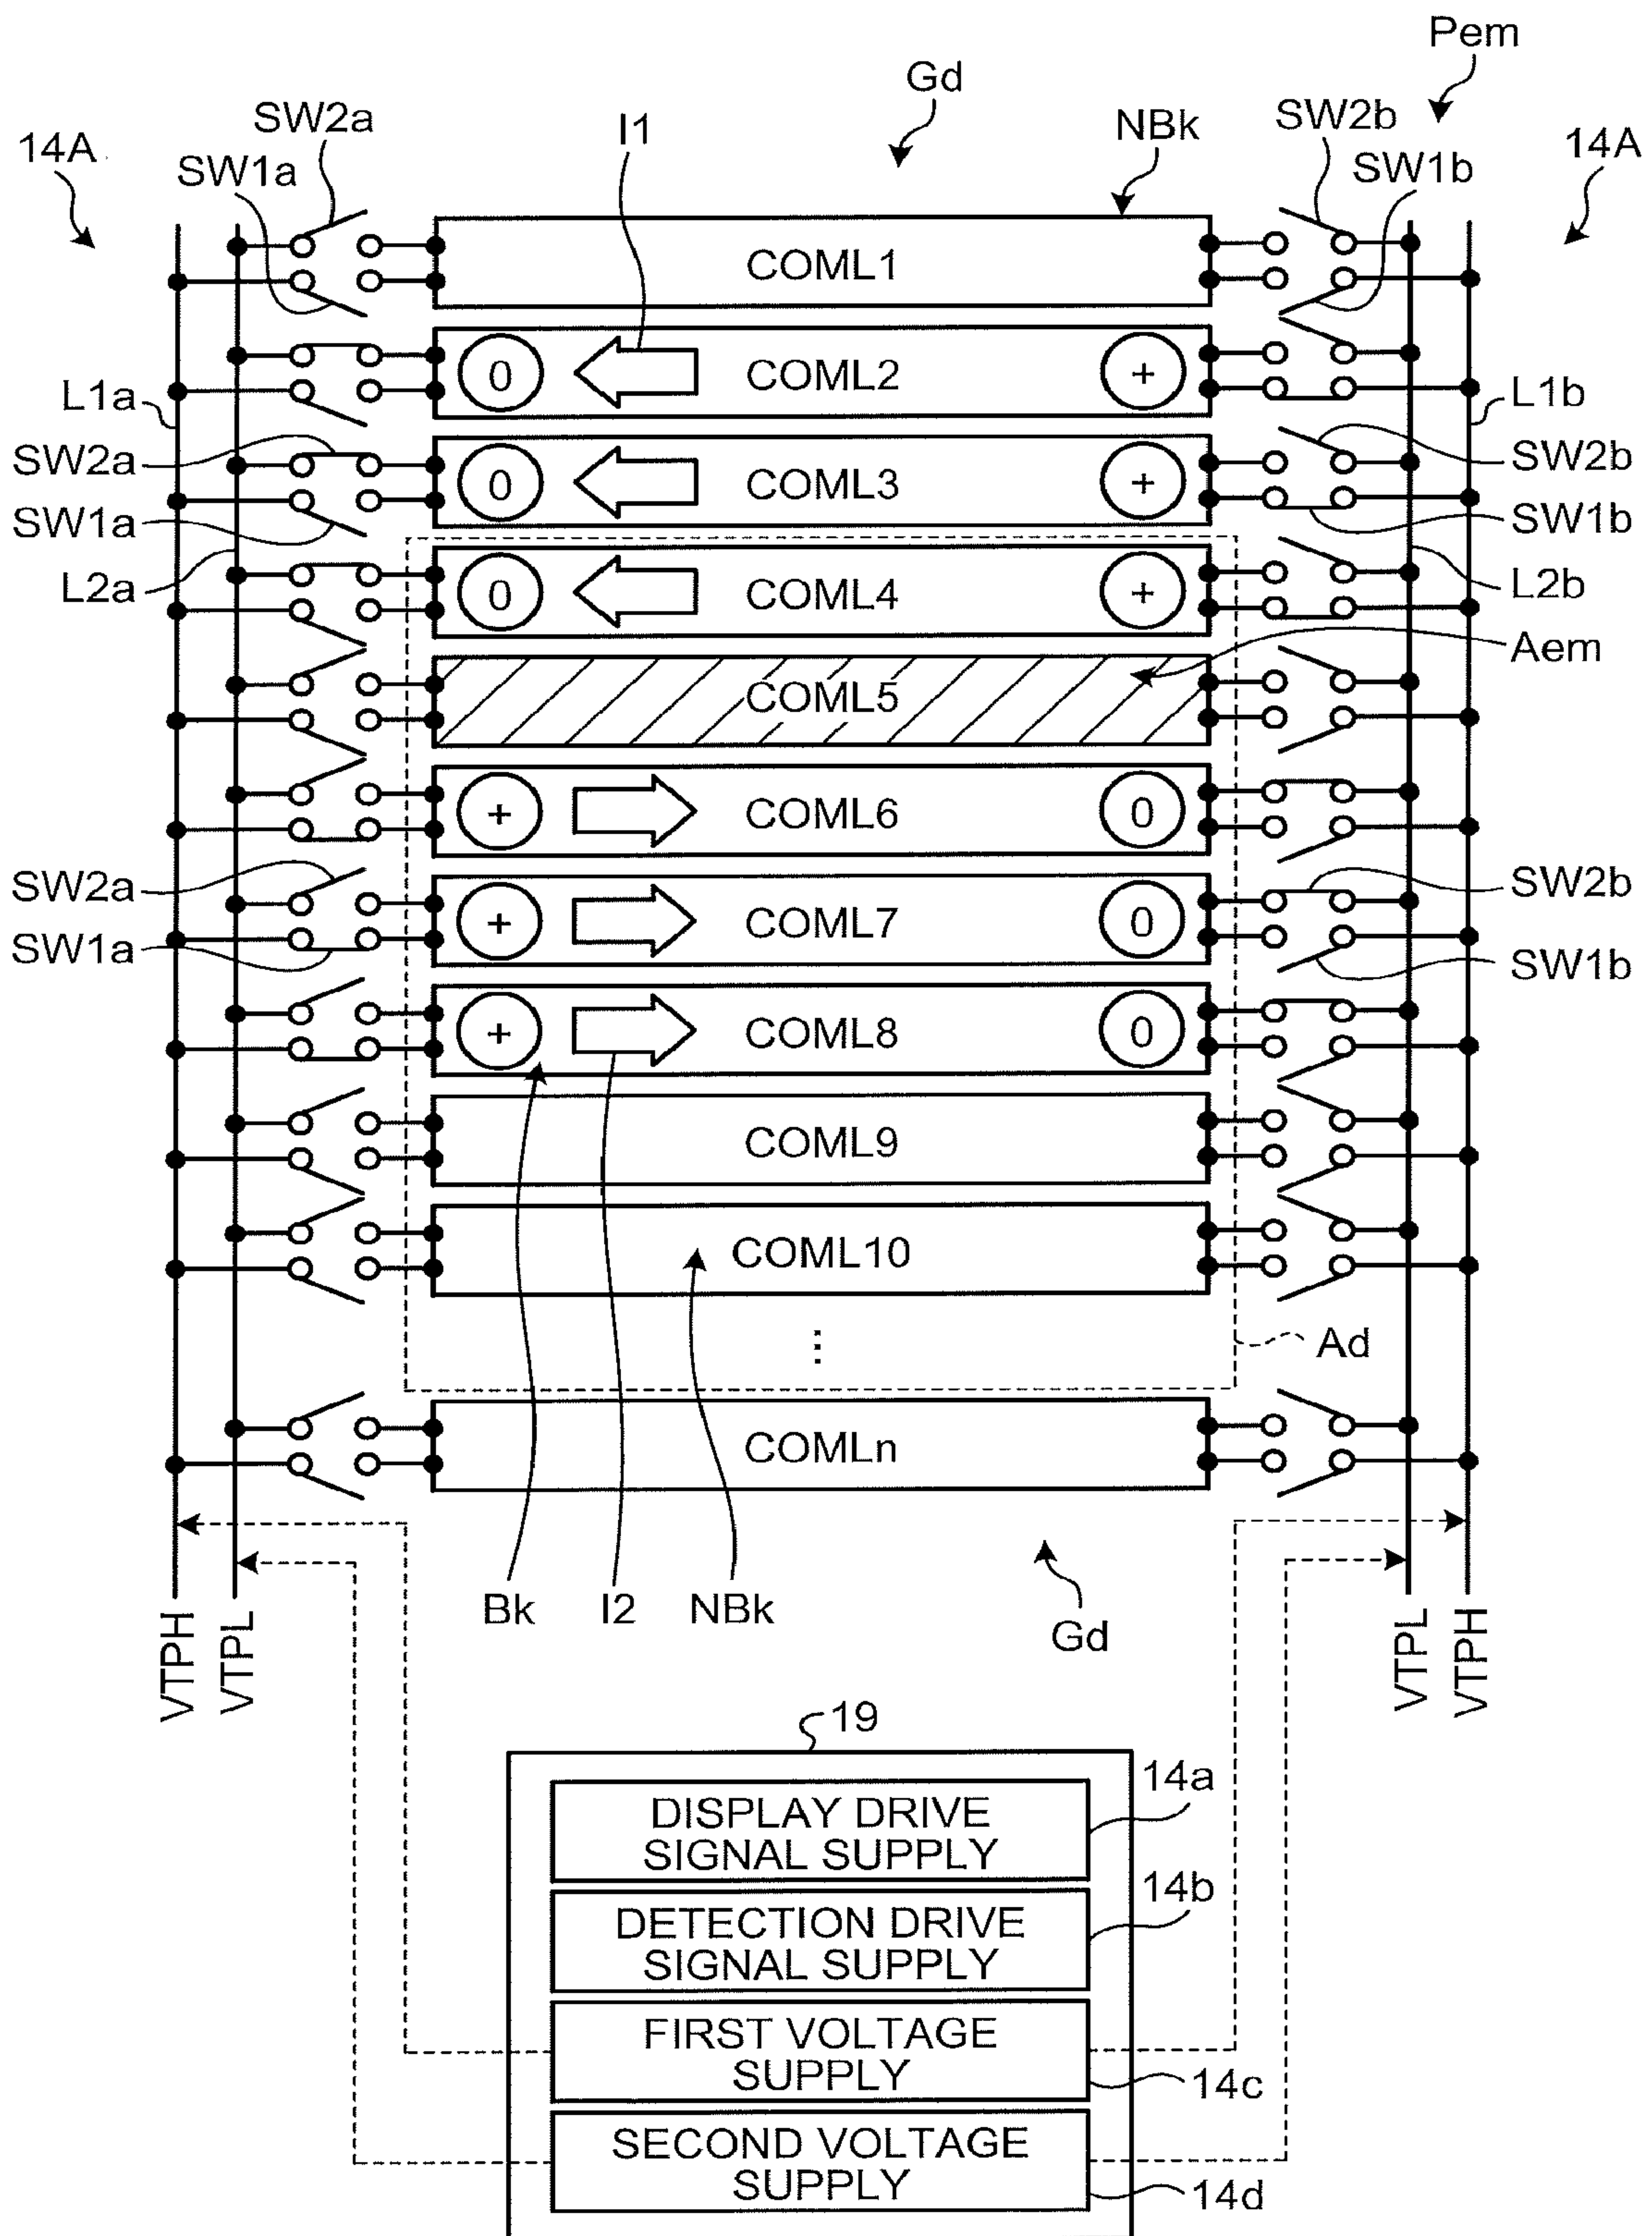 Pem
Gd
SW2a
I1
NBk
SW2b
14A
SW1a
SW1b
14A
COML1
0
COML2
+
L1a
L1b
SW2a
0
COML3
+
SW2b
SW1a
SW1b
L2a
0
COML4
+
L2b
Aem
COML5
+
COML6
0
SW2a
+
COML7
0
SW2b
SW1a
SW1b
+
COML8
0
COML9
COML10
Ad
COMLn
Bk
I2
NBk
Gd
VTPH
VTPL
VTPL
VTPH
19
14a
DISPLAY DRIVE
SIGNAL SUPPLY
14b
DETECTION DRIVE
SIGNAL SUPPLY
FIRST VOLTAGE
SUPPLY
14c
SECOND VOLTAGE
SUPPLY
14d